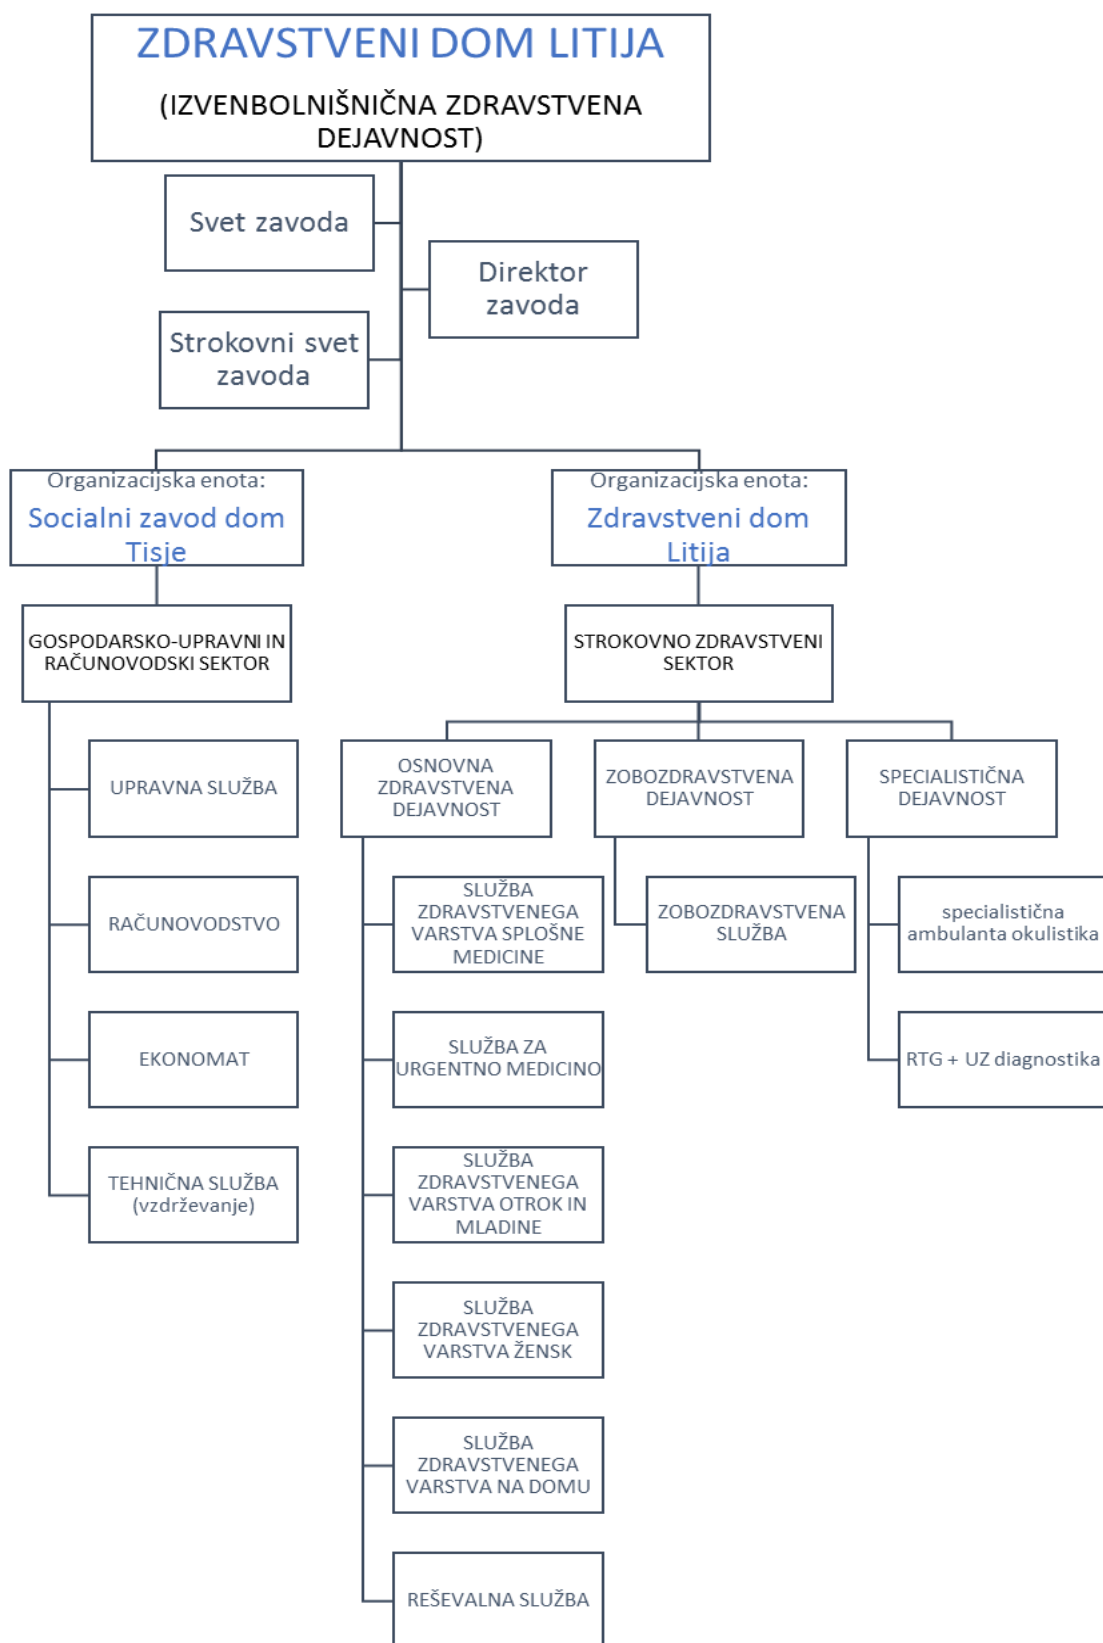 ZDRAVSTVENI DOM LITIJA
(IZVENBOLNIŠNIČNA ZDRAVSTVENA
DEJAVNOST)
Svet zavoda
Direktor
zavoda
Strokovni svet
zavoda
Organizacijska enota:
Socialni zavod dom
Tisje
Organizacijska enota:
Zdravstveni dom
Litija
GOSPODARSKO-UPRAVNI IN
RAČUNOVODSKI SEKTOR
UPRAVNA SLUŽBA
RAČUNOVODSTVO
EKONOMAT
TEHNIČNA SLUŽBA
(vzdrževanje)
STROKOVNO ZDRAVSTVENI
SEKTOR
OSNOVNA
ZDRAVSTVENA
DEJAVNOST
SLUŽBA
ZDRAVSTVENEGA
VARSTVA SPLOŠNE
MEDICINE
SLUŽBA ZA
URGENTNO MEDICINO
SLUŽBA
ZDRAVSTVENEGA
VARSTVA OTROK IN
MLADINE
SLUŽBA
ZDRAVSTVENEGA
VARSTVA ŽENSK
SLUŽBA
ZDRAVSTVENEGA
VARSTVA NA DOMU
REŠEVALNA SLUŽBA
ZOBOZDRAVSTVENA
DEJAVNOST
ZOBOZDRAVSTVENA
SLUŽBA
SPECIALISTIČNA
DEJAVNOST
specialistična
ambulanta okulistika
RTG + UZ diagnostika